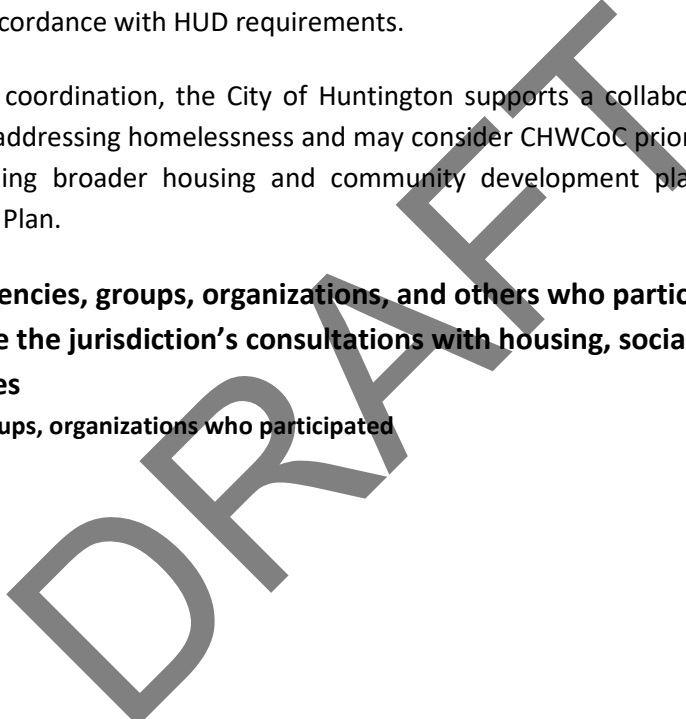 cordance with HUD requirements.
coordination, the City of Huntington supports a collabo
addressing homelessness and may consider CHWCoC prior
ing broader housing and community development pla
Plan.
encies, groups, organizations, and others who partic
e the jurisdiction's consultations with housing, social
es
ups, organizations who participated
DRAFT